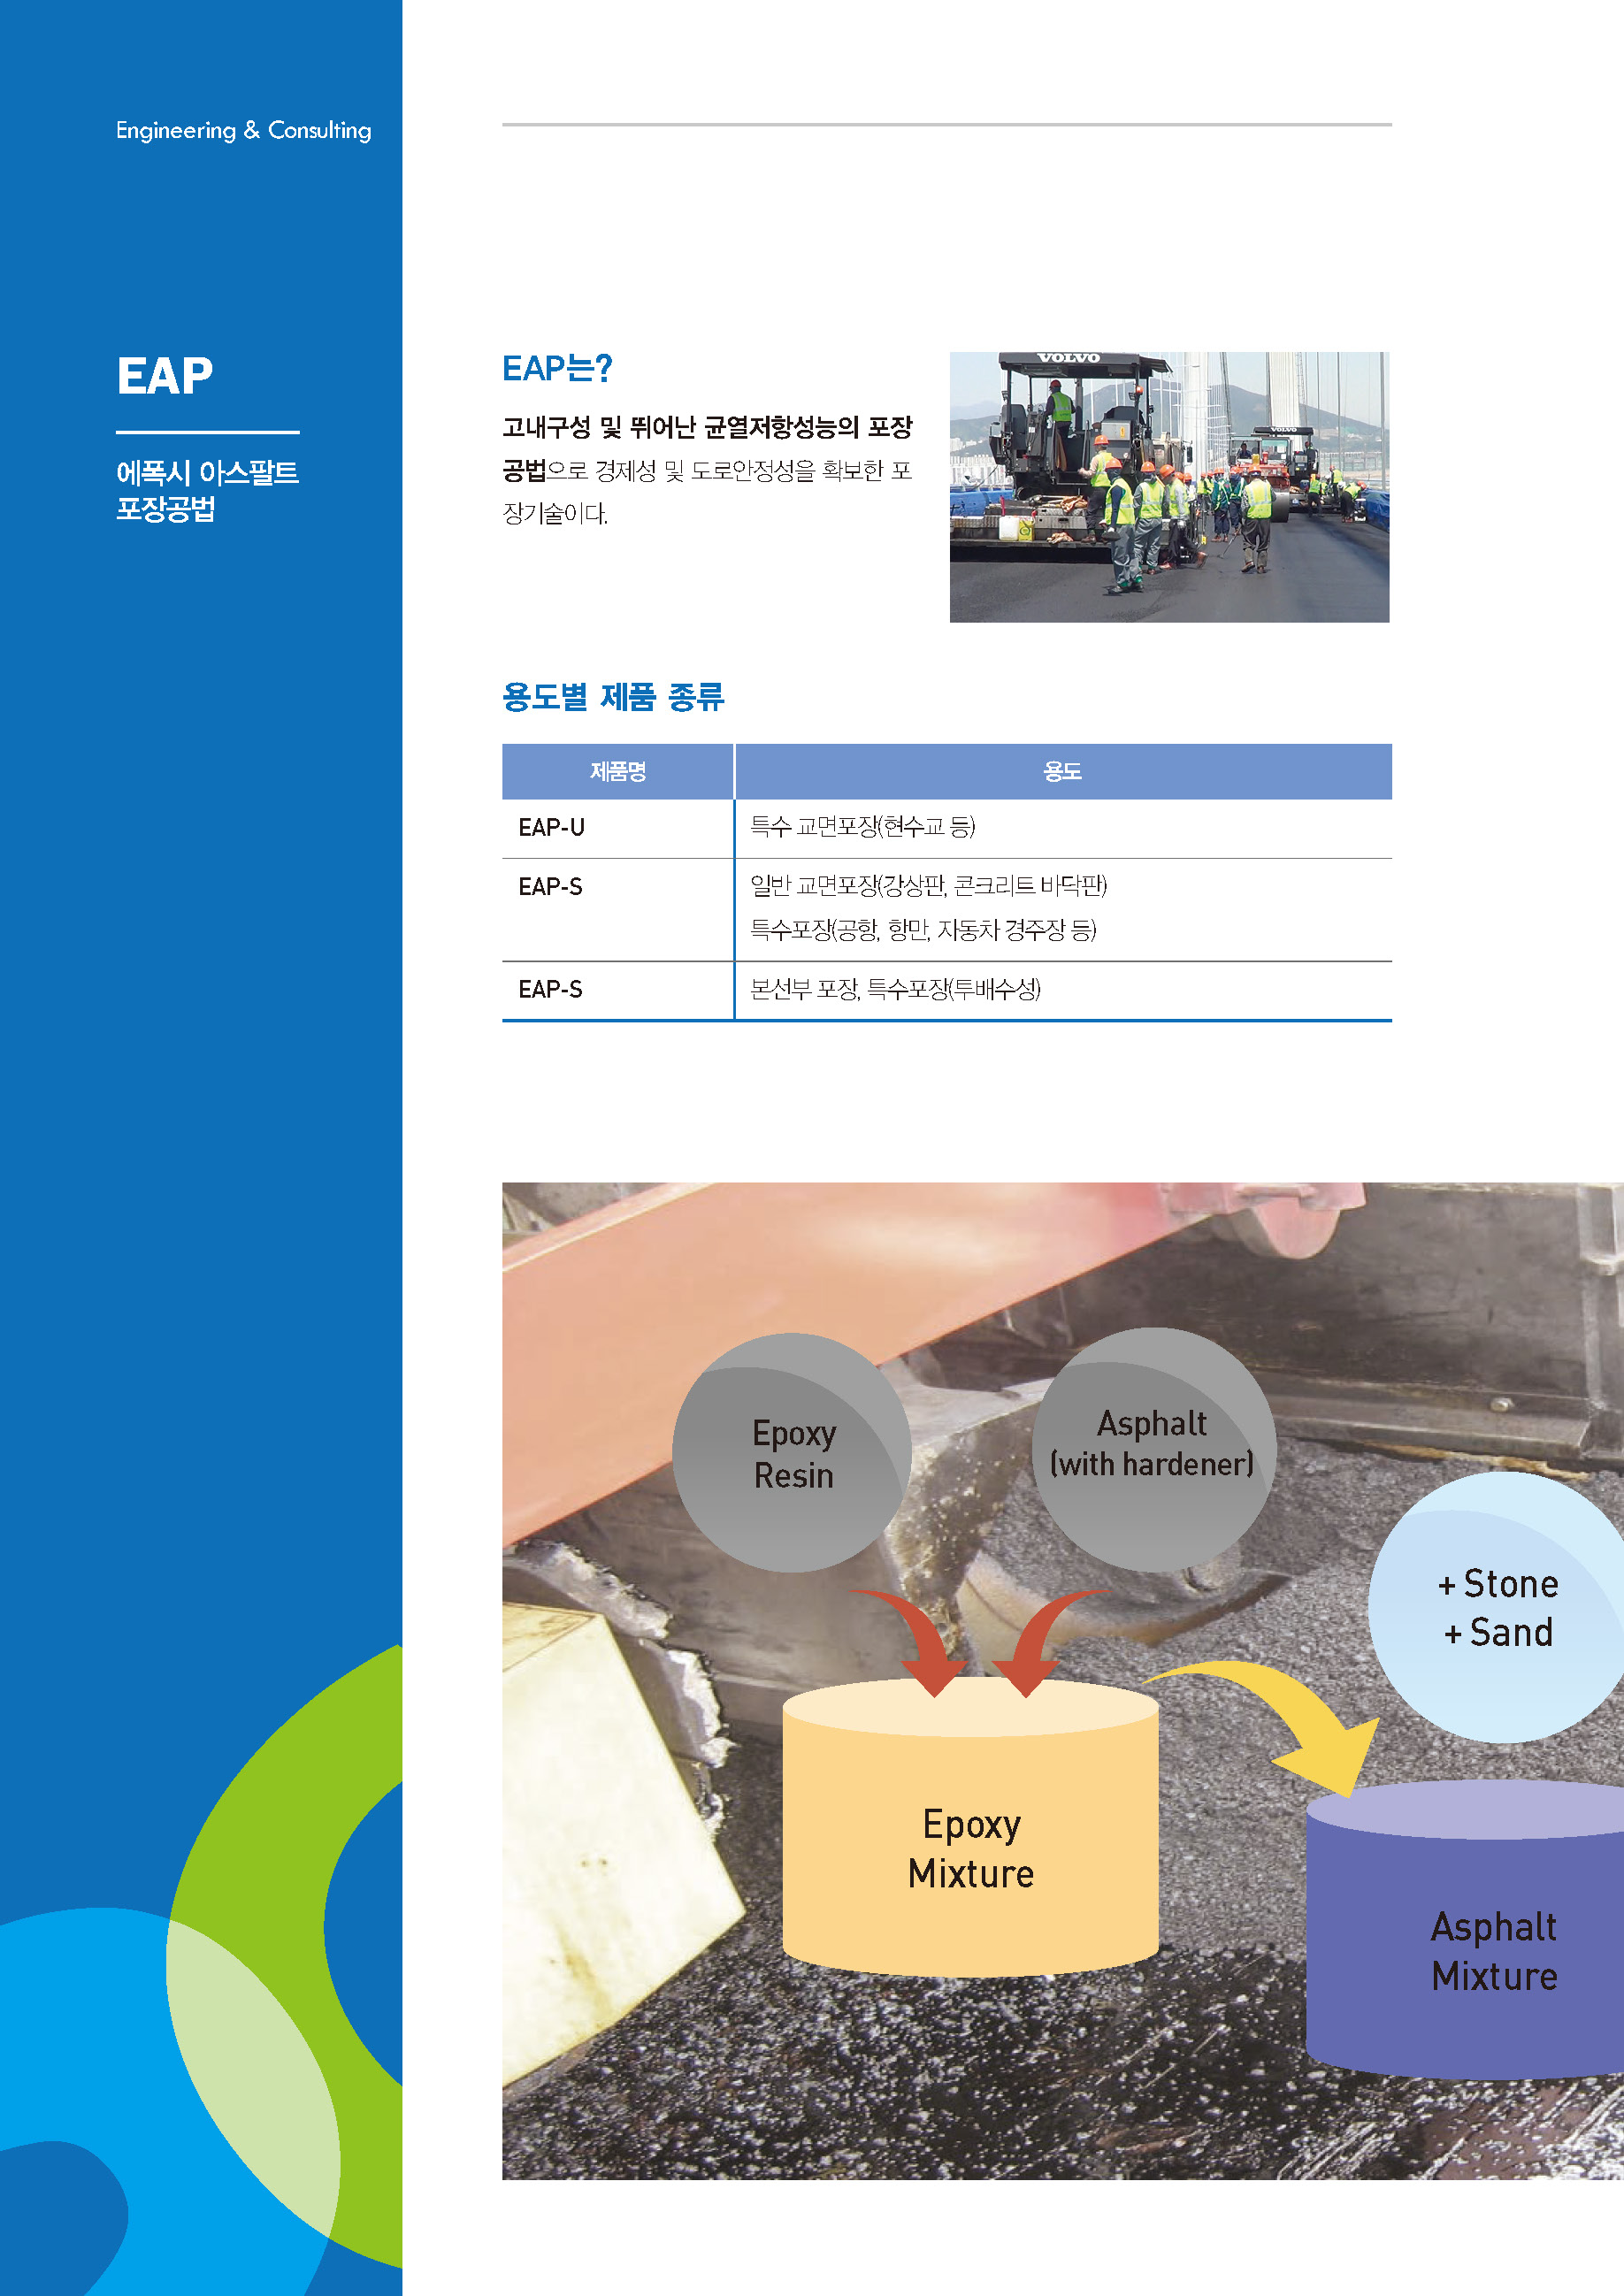 Engineering & Consulting
EAP
에폭시 아스팔트
포장공법
EAP는?
고내구성 및 뛰어난 균열저항성능의 포장
공법으로 경제성 및 도로안정성을 확보한 포
장기술이다.
VOLVO
VOLVO
용도별 제품 종류
제품명 용도
EAP-U 특수 교면포장(현수교 등)
EAP-S 일반 교면포장(강상판, 콘크리트 바닥판)
특수포장(공항, 항만, 자동차 경주장 등)
EAP-S 본선부 포장, 특수포장(투배수성)
Epoxy
Resin
Asphalt
(with hardener)
+ Stone
+ Sand
Epoxy
Mixture
Asphalt
Mixture